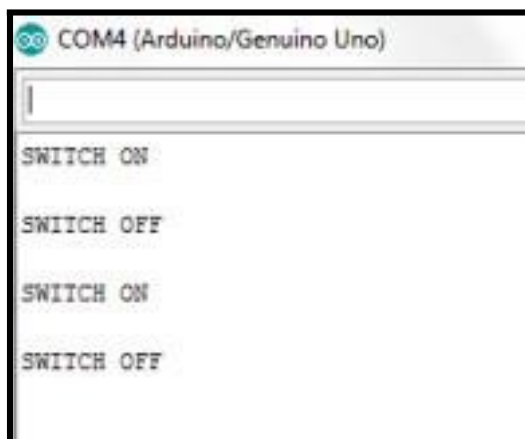 COM4 (Arduino/Genuino Uno)
SWITCH ON
SWITCH OFF
SWITCH ON
SWITCH OFF